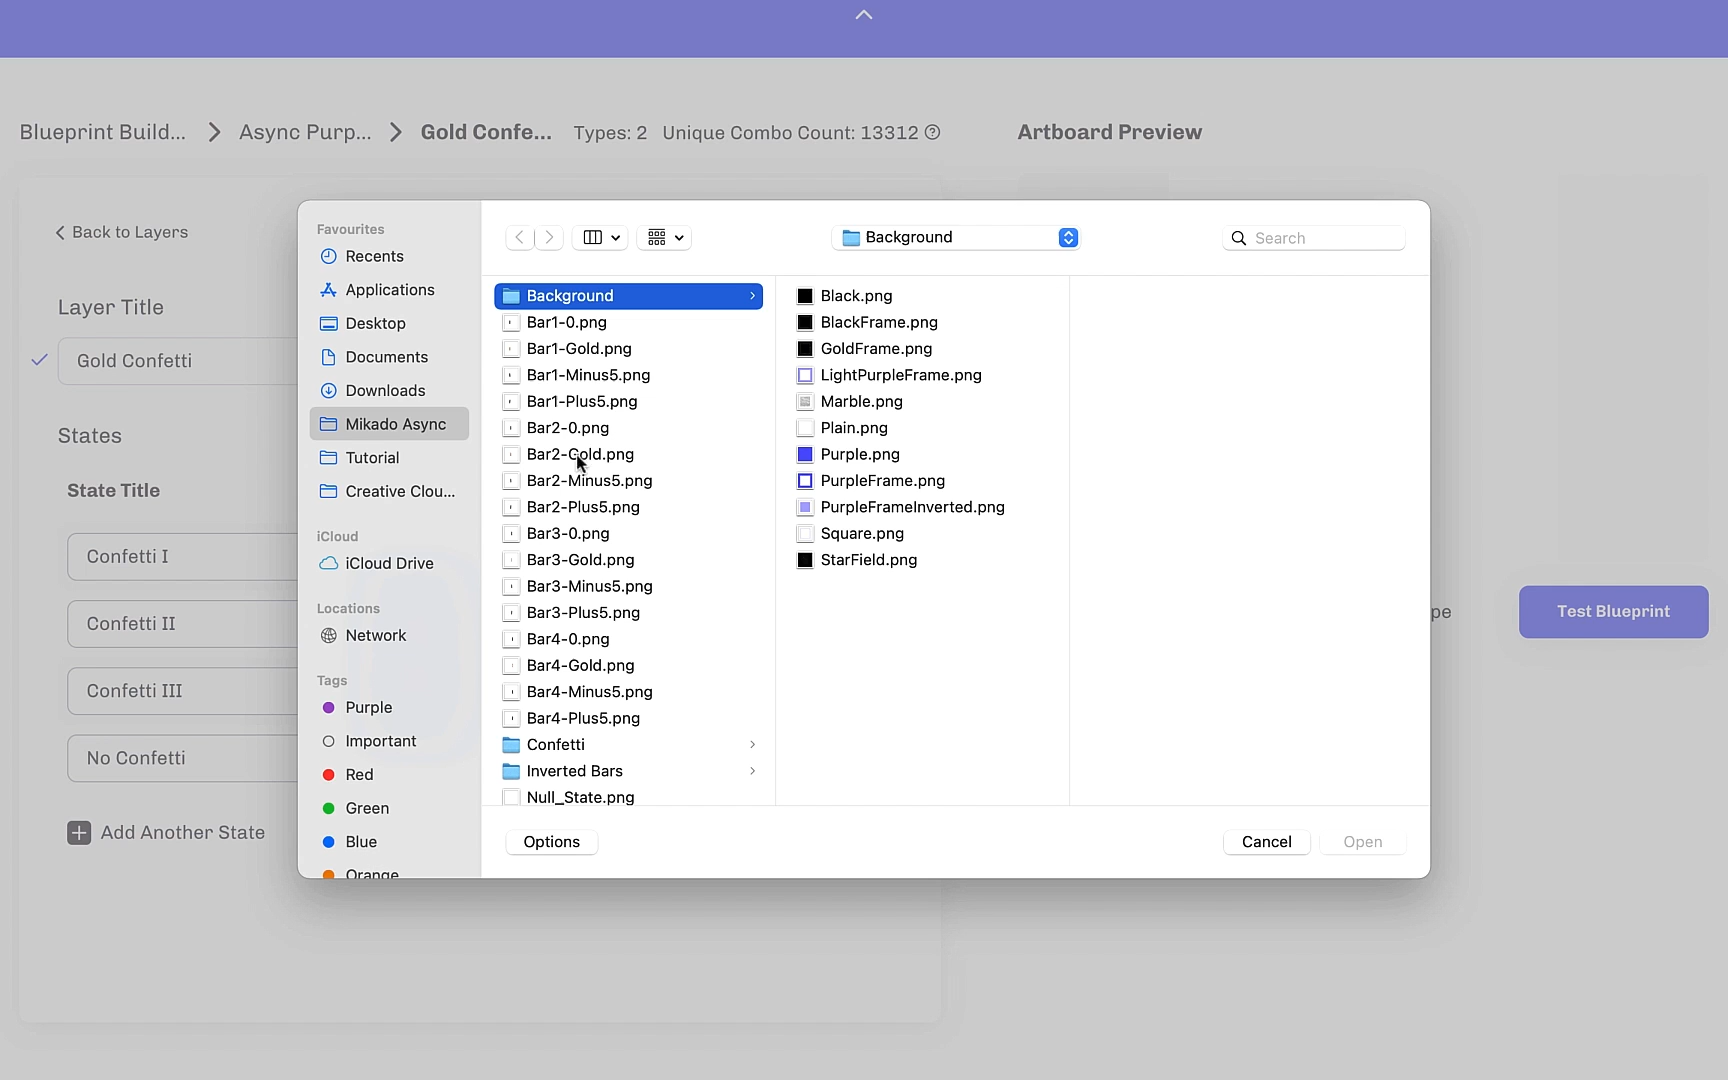 Blueprint Build... Async Purp... Gold Confe... Types: 2 Unique Combo Count: 13312 Artboard Preview
Back to Layers
Layer Title
Gold Confetti
States
State Title
Confetti I
Confetti II
Confetti III
No Confetti
Add Another State
Favourites
Recents
Applications
Desktop
Documents
Downloads
Mikado Async
Tutorial
Creative Clou...
iCloud
iCloud Drive
Locations
Network
Tags
Purple
Important
Red
Green
Blue
Orange
Background
Search
Background
Bar1-0.png
Bar1-Gold.png
Bar1-Minus5.png
Bar1-Plus5.png
Bar2-0.png
Bar2-Gold.png
Bar2-Minus5.png
Bar2-Plus5.png
Bar3-0.png
Bar3-Gold.png
Bar3-Minus5.png
Bar3-Plus5.png
Bar4-0.png
Bar4-Gold.png
Bar4-Minus5.png
Bar4-Plus5.png
Confetti
Inverted Bars
Null_State.png
Black.png
BlackFrame.png
GoldFrame.png
LightPurpleFrame.png
Marble.png
Plain.png
Purple.png
PurpleFrame.png
PurpleFrameInverted.png
Square.png
StarField.png
Options
Cancel
Open
pe
Test Blueprint